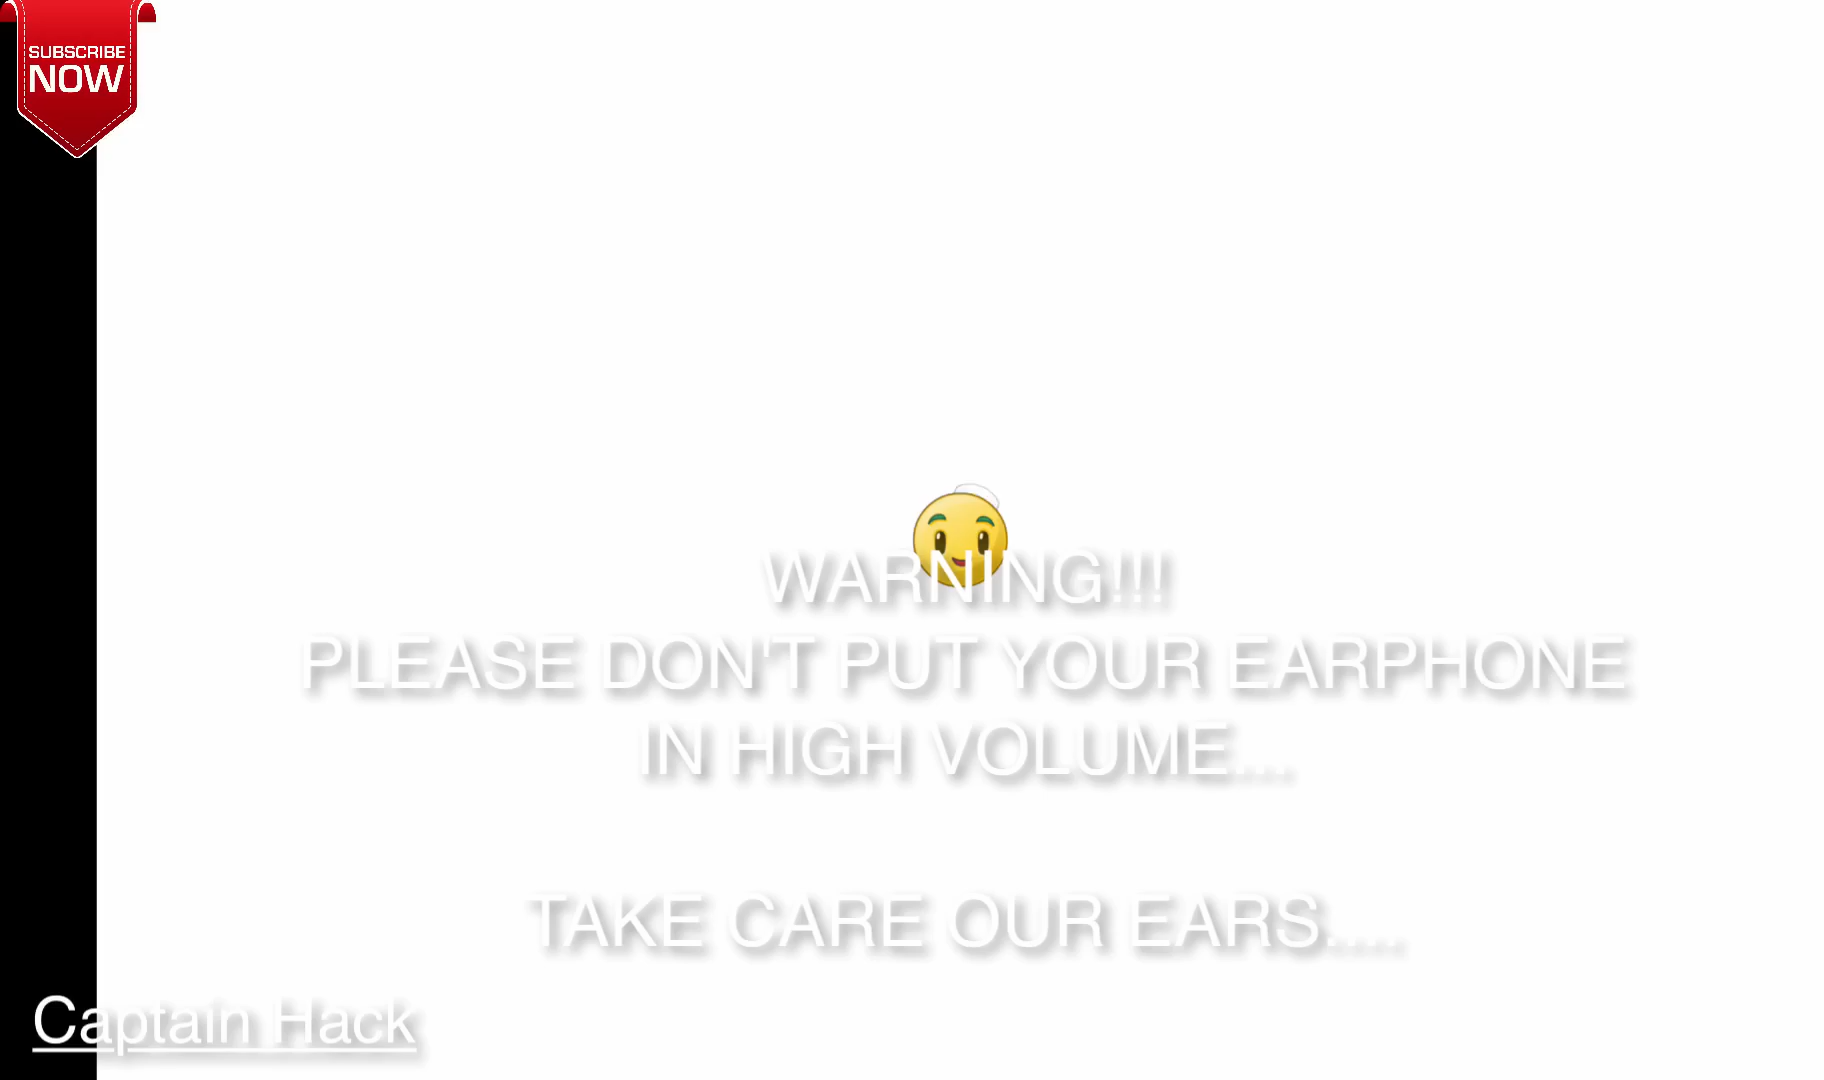 SUBSCRIBE
NOW
WARNING!!!
PLEASE DON'T PUT YOUR EARPHONE
IN HIGH VOLUME...
TAKE CARE OUR EARS....
Captain Hack